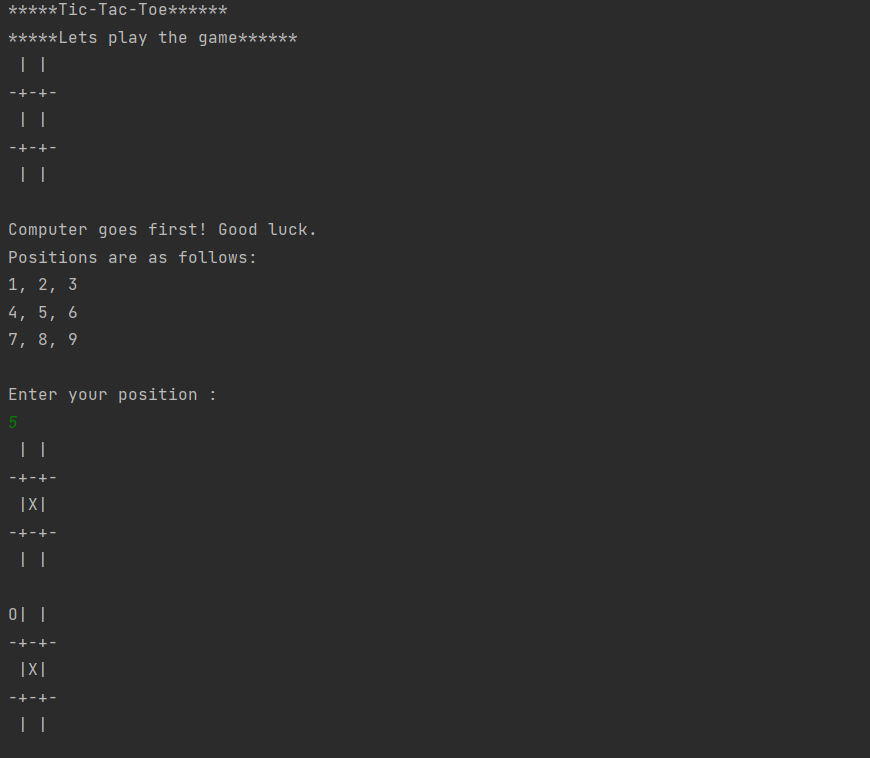 *****Tic-Tac-Toe******
*****Lets play the game******
 | |
-+-+-
 | |
-+-+-
 | |

Computer goes first! Good luck.
Positions are as follows:
1, 2, 3
4, 5, 6
7, 8, 9

Enter your position :
5
 | |
-+-+-
 |X|
-+-+-
 | |

O| |
-+-+-
 |X|
-+-+-
 | |